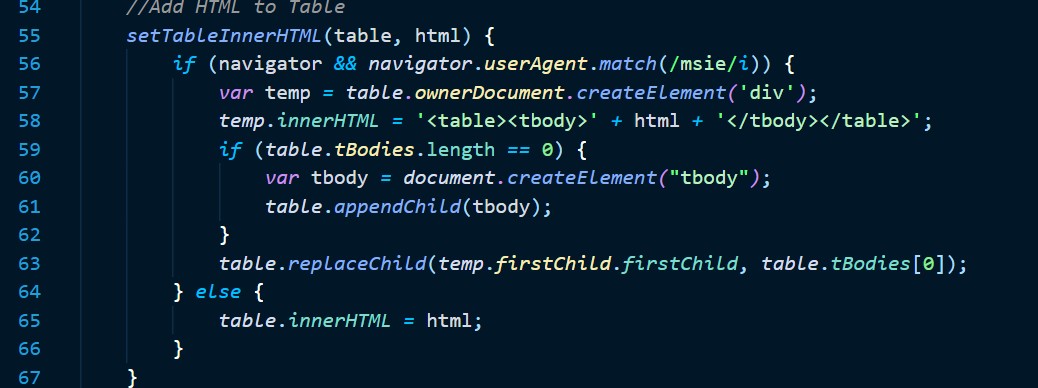 54 //Add HTML to Table
55 setTableInnerHTML(table, html) {
56 if (navigator && navigator.userAgent.match(/msie/i)) {
57 var temp = table.ownerDocument.createElement('div');
58 temp.innerHTML = '<table><tbody>' + html + '</tbody></table>';
59 if (table.tBodies.length == 0) {
60 var tbody = document.createElement("tbody");
61 table.appendChild(tbody);
62 }
63 table.replaceChild(temp.firstChild.firstChild, table.tBodies[0]);
64 } else {
65 table.innerHTML = html;
66 }
67 }